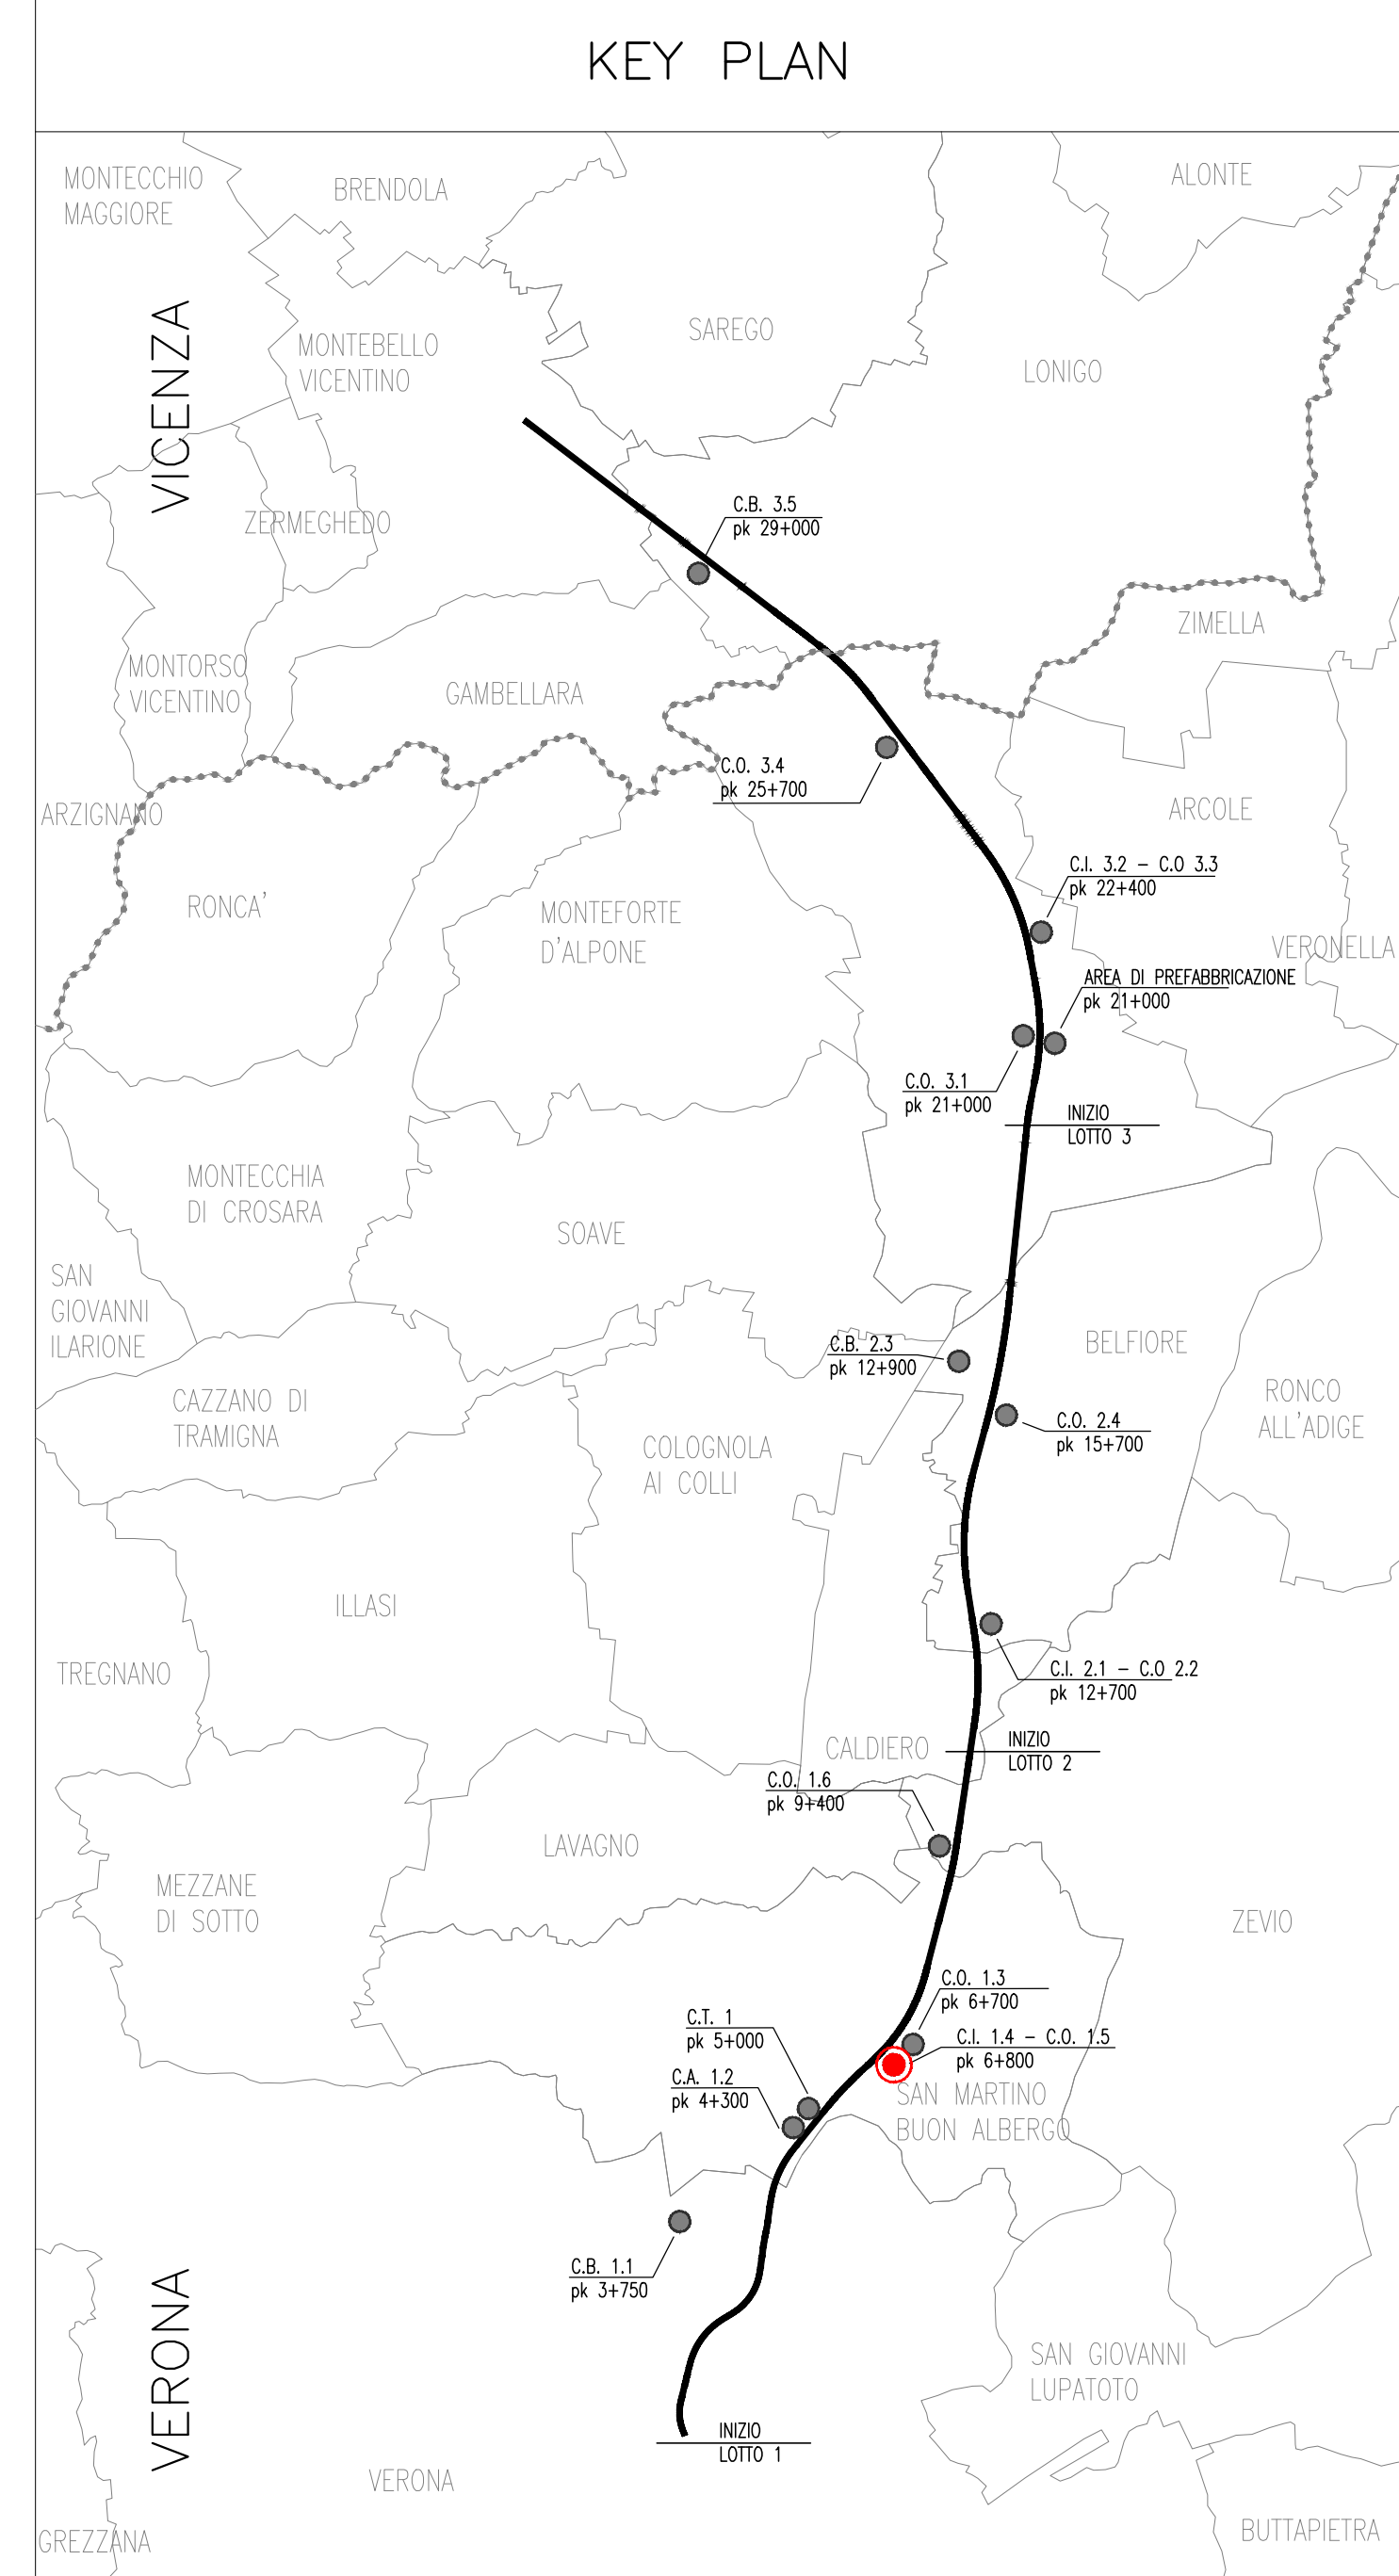 KEY PLAN
MONTECCHIO
MAGGIORE
BRENDOLA
ALONTE
VICENZA
MONTEBELLO
VICENTINO
SAREGO
LONIGO
C.B. 3.5
pk 29+000
ZERMEGHEDO
ZIMELLA
MONTORSO
VICENTINO
GAMBELLARA
C.O. 3.4
pk 25+700
ARZIGNANO
ARCOLE
C.I. 3.2 – C.O 3.3
pk 22+400
RONCA'
MONTEFORTE
D'ALPONE
VERONELLA
AREA DI PREFABBRICAZIONE
pk 21+000
C.O. 3.1
pk 21+000
INIZIO
LOTTO 3
MONTECCHIA
DI CROSARA
SOAVE
SAN
GIOVANNI
ILARIONE
C.B. 2.3
pk 12+900
BELFIORE
CAZZANO DI
TRAMIGNA
RONCO
ALL'ADIGE
C.O. 2.4
pk 15+700
COLOGNOLA
AI COLLI
ILLASI
TREGNANO
C.I. 2.1 – C.O 2.2
pk 12+700
CALDIERO
INIZIO
LOTTO 2
C.O. 1.6
pk 9+400
LAVAGNO
MEZZANE
DI SOTTO
ZEVIO
C.O. 1.3
pk 6+700
C.T. 1
pk 5+000
C.I. 1.4 – C.O. 1.5
pk 6+800
C.A. 1.2
pk 4+300
SAN MARTINO
BUON ALBERGO
C.B. 1.1
pk 3+750
VERONA
SAN GIOVANNI
LUPATOTO
INIZIO
LOTTO 1
VERONA
GREZZANA
BUTTAPIETRA